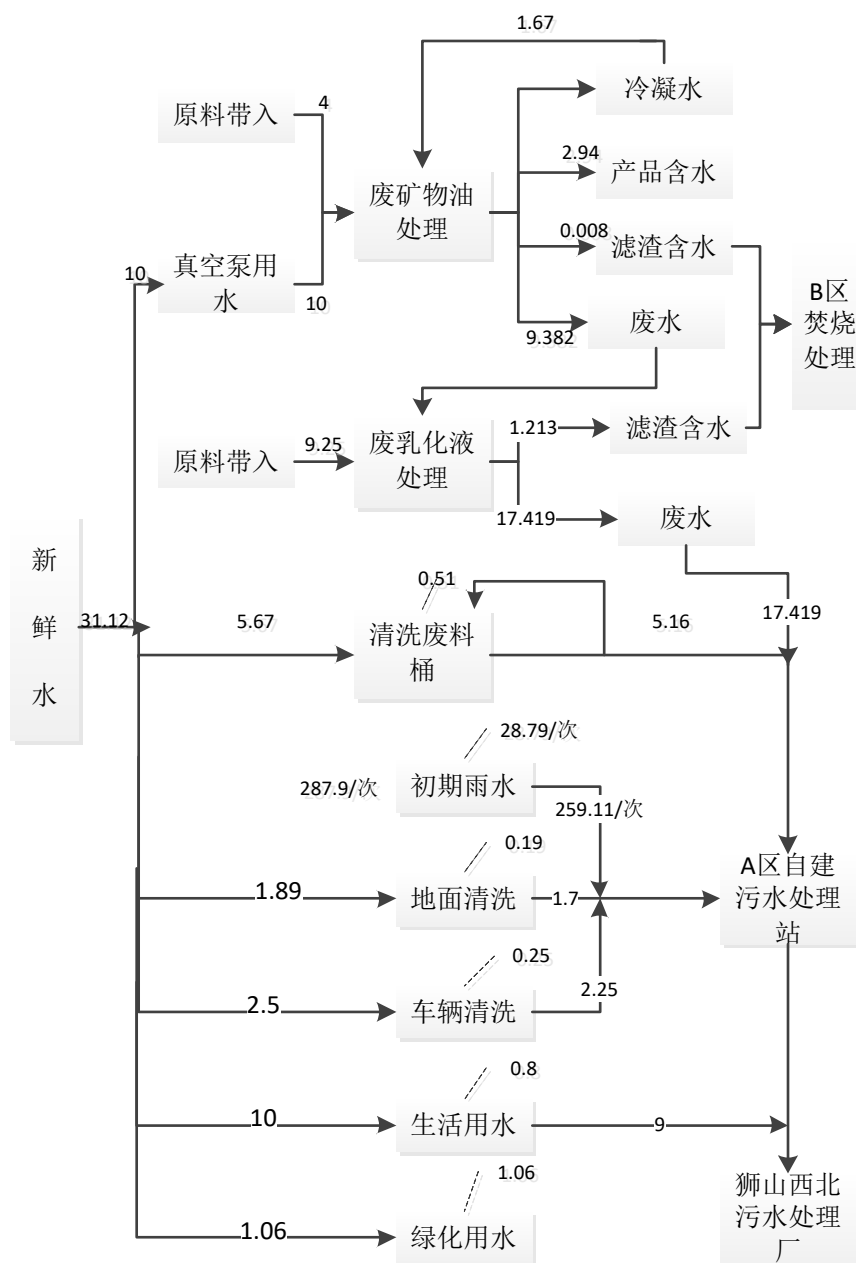 1.67
冷凝水
原料带入
4
2.94
产品含水
废矿物油
处理
0.008
滤渣含水
10
真空泵用
水
10
B区
焚烧
处理
9.382
废水
原料带入
9.25
废乳化液
处理
1.213
滤渣含水
17.419
废水
新
鲜
水
31.12
5.67
0.51
清洗废料
桶
5.16
17.419
28.79/次
287.9/次
初期雨水
259.11/次
0.19
1.89
地面清洗
1.7
A区自建
污水处理
站
0.25
2.5
车辆清洗
2.25
0.8
10
生活用水
9
1.06
1.06
绿化用水
狮山西北
污水处理
厂